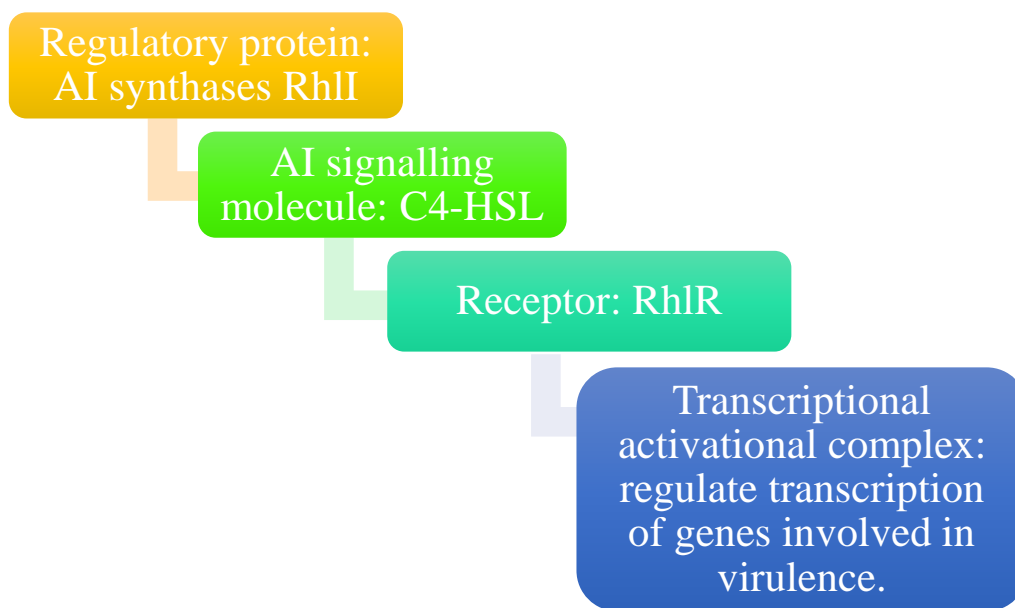 Regulatory protein:
AI synthases RhlI
AI signalling
molecule: C4-HSL
Receptor: RhlR
Transcriptional
activational complex:
regulate transcription
of genes involved in
virulence.